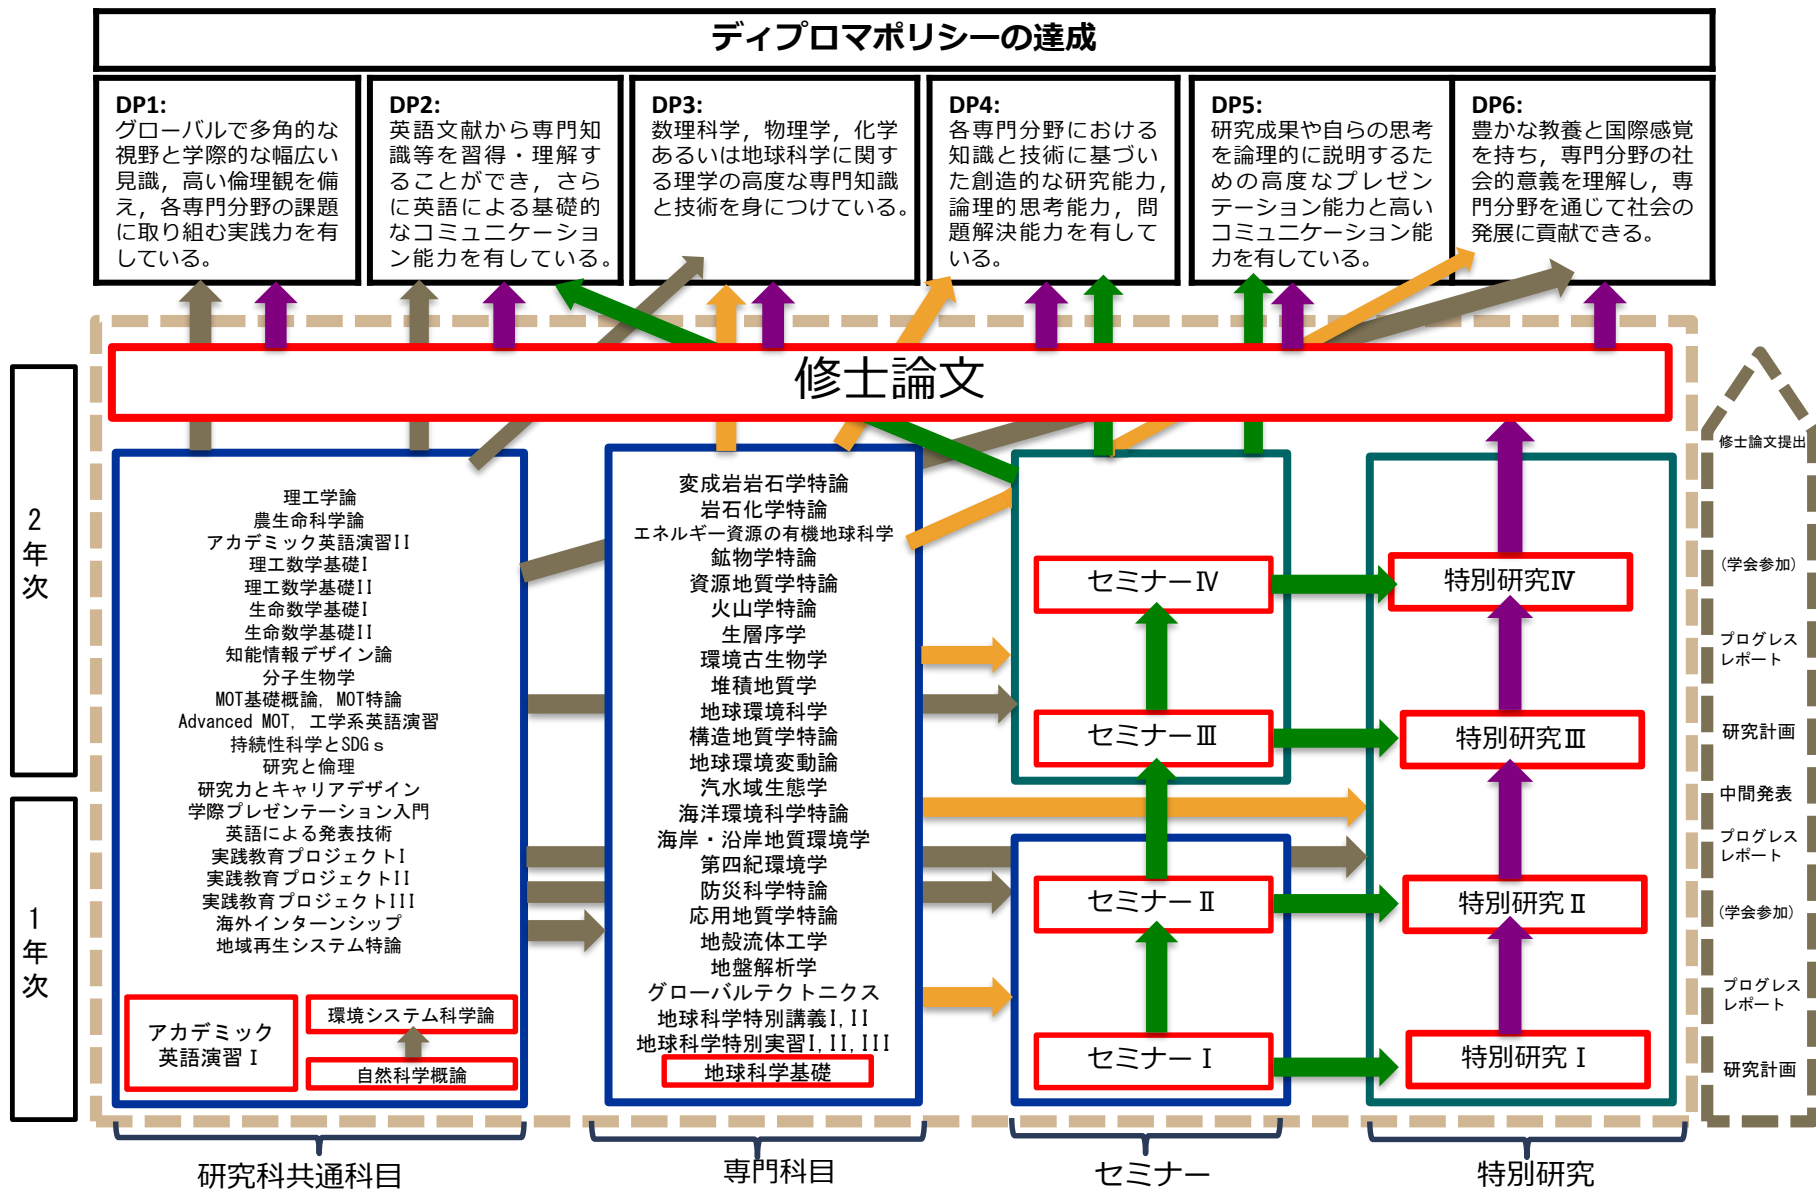 ディプロマポリシーの達成
DP1:
グローバルで多角的な
視野と学際的な幅広い
見識，高い倫理観を備
え，各専門分野の課題
に取り組む実践力を有
している。
DP2:
英語文献から専門知
識等を習得・理解す
ることができ，さら
に英語による基礎的
なコミュニケーショ
ン能力を有している。
DP3:
数理科学，物理学，化学
あるいは地球科学に関す
る理学の高度な専門知識
と技術を身につけている。
DP4:
各専門分野における
知識と技術に基づい
た創造的な研究能力，
論理的思考能力，問
題解決能力を有して
いる。
DP5:
研究成果や自らの思考
を論理的に説明するた
めの高度なプレゼン
テーション能力と高い
コミュニケーション能
力を有している。
DP6:
豊かな教養と国際感覚
を持ち，専門分野の社
会的意義を理解し，専
門分野を通じて社会の
発展に貢献できる。
修士論文
2年次
1年次
理工学論
農生命科学論
アカデミック英語演習II
理工数学基礎I
理工数学基礎II
生命数学基礎I
生命数学基礎II
知能情報デザイン論
分子生物学
MOT基礎概論，MOT特論
Advanced MOT，工学系英語演習
持続性科学とSDGｓ
研究と倫理
研究力とキャリアデザイン
学際プレゼンテーション入門
英語による発表技術
実践教育プロジェクトI
実践教育プロジェクトII
実践教育プロジェクトIII
海外インターンシップ
地域再生システム特論
アカデミック
英語演習Ⅰ
環境システム科学論
自然科学概論
変成岩岩石学特論
岩石化学特論
エネルギー資源の有機地球科学
鉱物学特論
資源地質学特論
火山学特論
生層序学
環境古生物学
堆積地質学
地球環境科学
構造地質学特論
地球環境変動論
汽水域生態学
海洋環境科学特論
海岸・沿岸地質環境学
第四紀環境学
防災科学特論
応用地質学特論
地殻流体工学
地盤解析学
グローバルテクトニクス
地球科学特別講義I,II
地球科学特別実習I,II,III
地球科学基礎
セミナーⅣ
セミナーⅢ
セミナーⅡ
セミナーⅠ
特別研究Ⅳ
特別研究Ⅲ
特別研究Ⅱ
特別研究Ⅰ
修士論文提出
(学会参加)
プログレス
レポート
研究計画
中間発表
プログレス
レポート
(学会参加)
プログレス
レポート
研究計画
研究科共通科目
専門科目
セミナー
特別研究